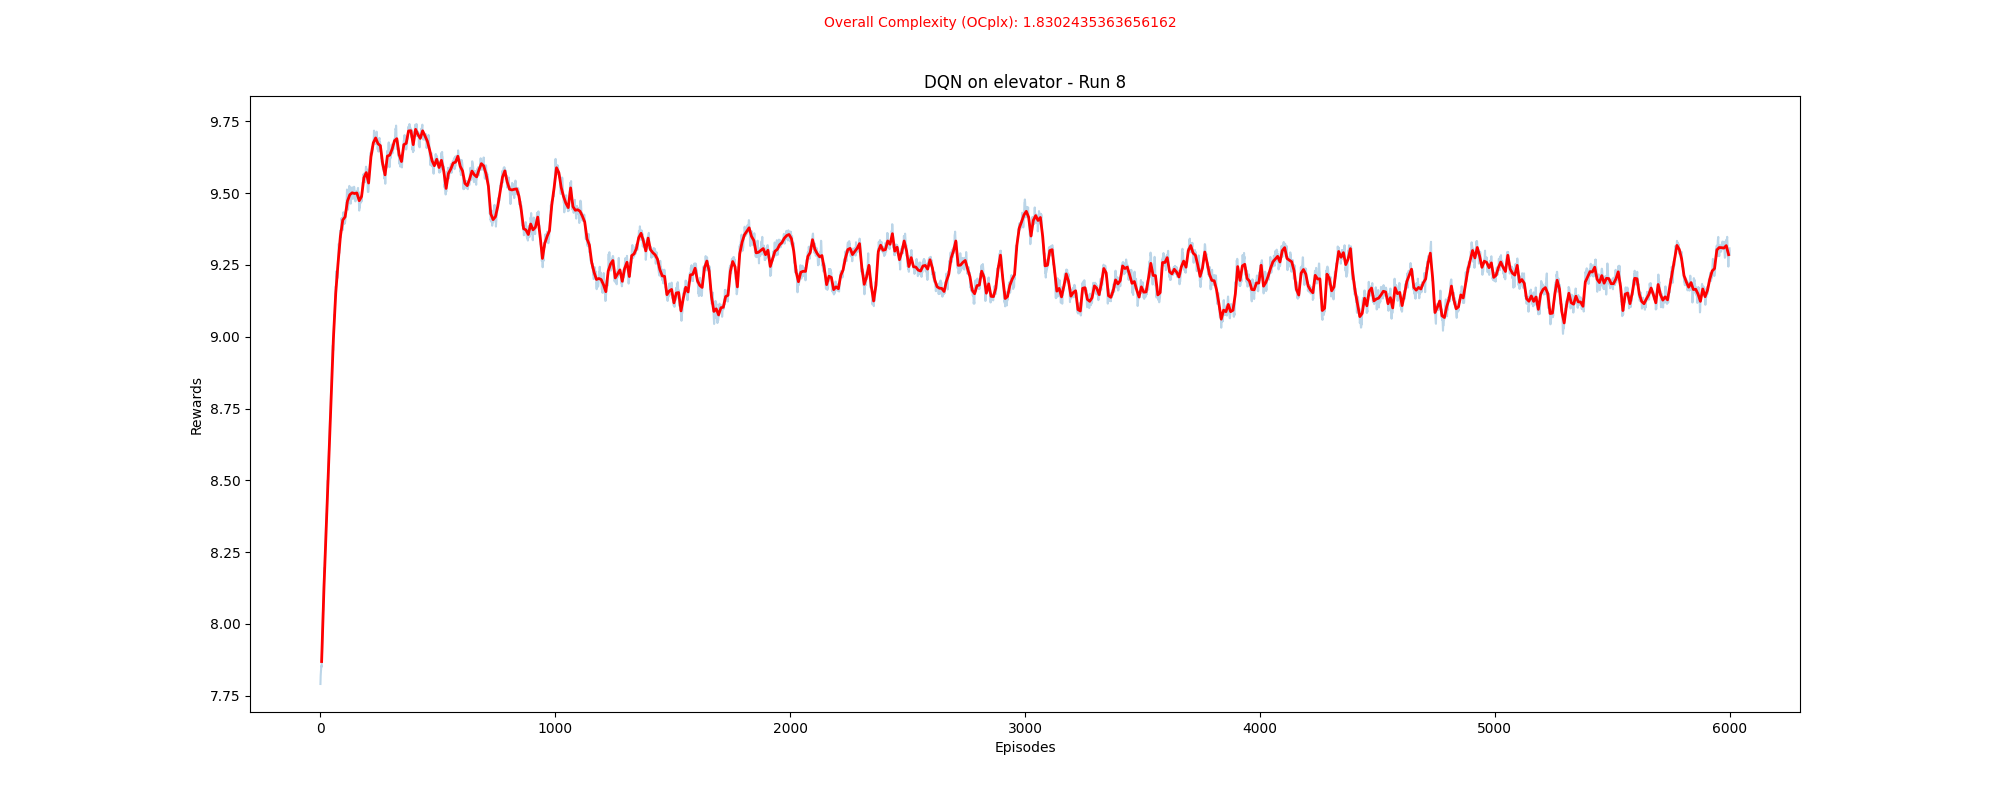 Overall Complexity (OCplx): 1.8302435363656162
DQN on elevator - Run 8
9.75
9.50
9.25
9.00
8.75
8.50
8.25
8.00
7.75
Rewards
0 1000 2000 3000 4000 5000 6000
Episodes